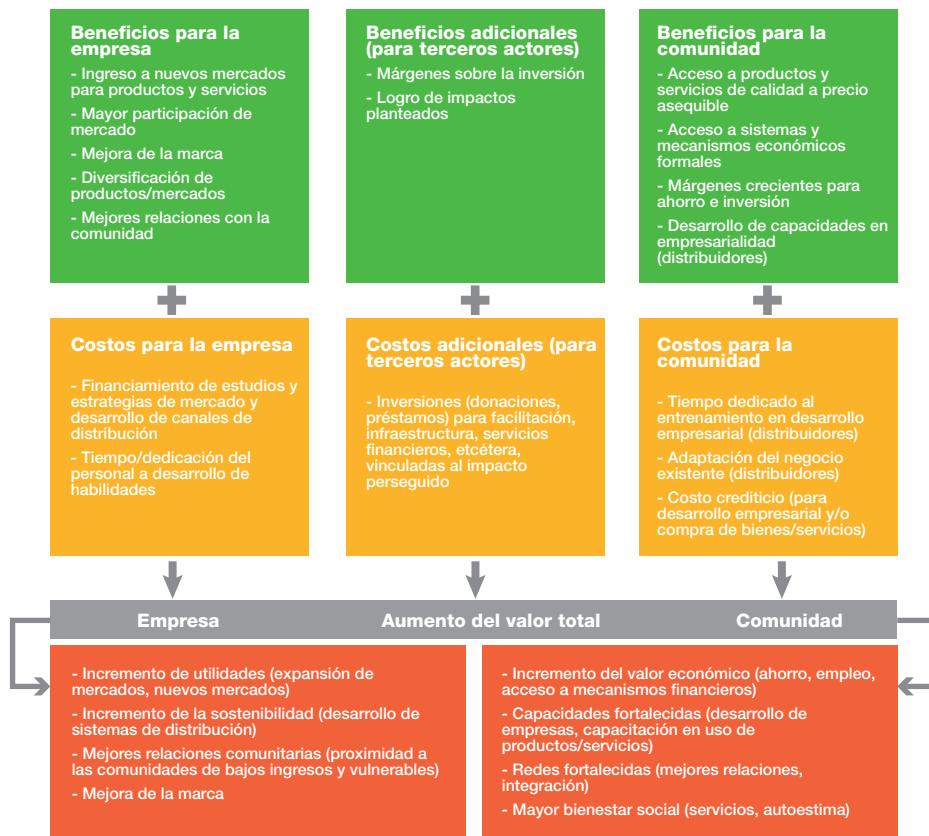 Beneficios para la
empresa
- Ingreso a nuevos mercados
para productos y servicios
- Mayor participación de
mercado
- Mejora de la marca
- Diversificación de
productos/mercados
- Mejores relaciones con la
comunidad
Beneficios adicionales
(para terceros actores)
- Márgenes sobre la inversión
- Logro de impactos
planteados
Beneficios para la
comunidad
- Acceso a productos y
servicios de calidad a precio
asequible
- Acceso a sistemas y
mecanismos económicos
formales
- Márgenes crecientes para
ahorro e inversión
- Desarrollo de capacidades en
empresarialidad
(distribuidores)
Costos para la empresa
- Financiamiento de estudios y
estrategias de mercado y
desarrollo de canales de
distribución
- Tiempo/dedicación del
personal a desarrollo de
habilidades
Costos adicionales (para
terceros actores)
- Inversiones (donaciones,
préstamos) para facilitación,
infraestructura, servicios
financieros, etcétera,
vinculadas al impacto
perseguido
Costos para la
comunidad
- Tiempo dedicado al
entrenamiento en desarrollo
empresarial (distribuidores)
- Adaptación del negocio
existente (distribuidores)
- Costo crediticio (para
desarrollo empresarial y/o
compra de bienes/servicios)
Empresa Aumento del valor total Comunidad
- Incremento de utilidades (expansión de
mercados, nuevos mercados)
- Incremento de la sostenibilidad (desarrollo de
sistemas de distribución)
- Mejores relaciones comunitarias (proximidad a
las comunidades de bajos ingresos y vulnerables)
- Mejora de la marca
- Incremento del valor económico (ahorro, empleo,
acceso a mecanismos financieros)
- Capacidades fortalecidas (desarrollo de
empresas, capacitación en uso de
productos/servicios)
- Redes fortalecidas (mejores relaciones,
integración)
- Mayor bienestar social (servicios, autoestima)